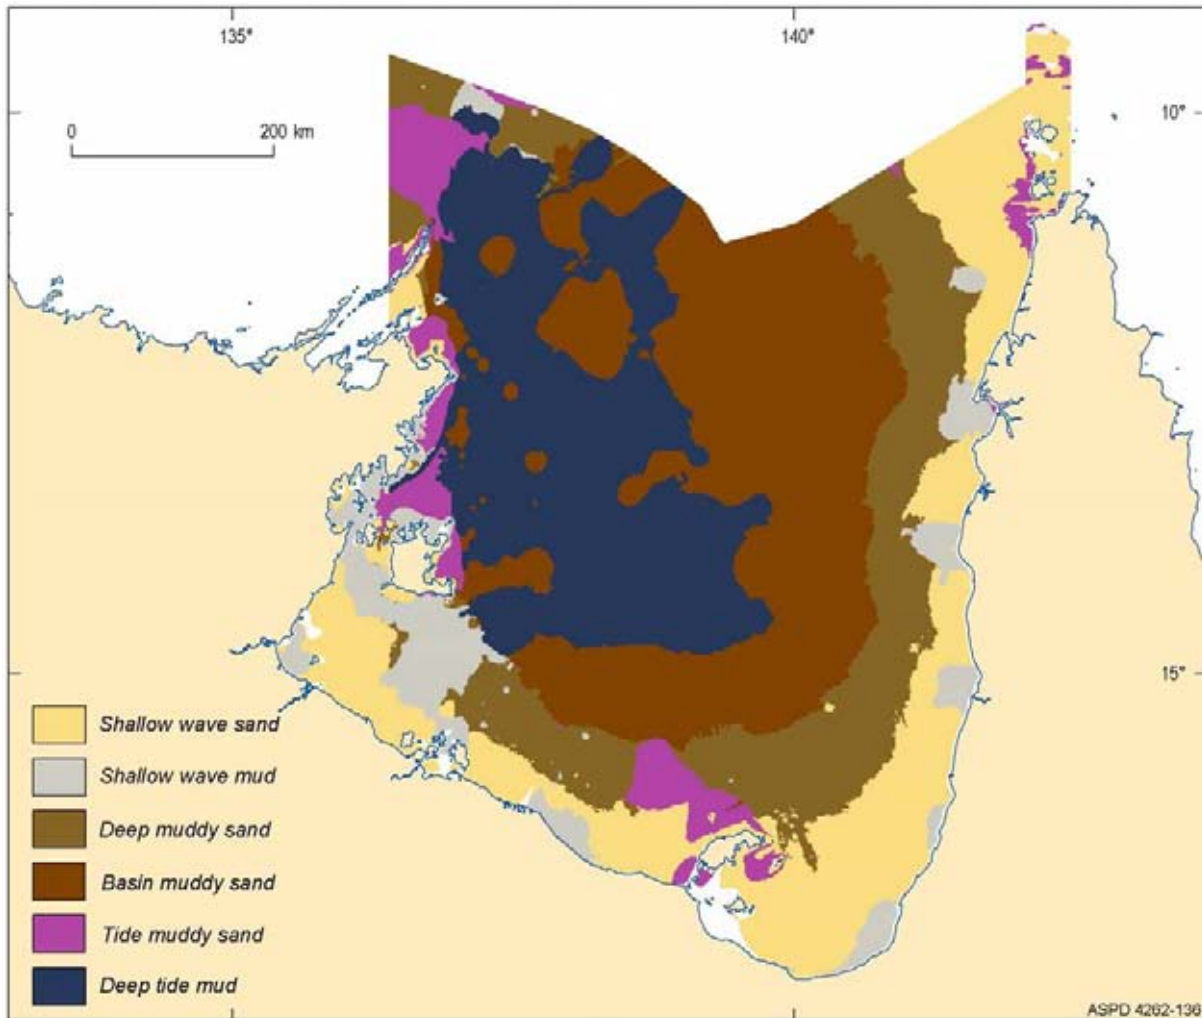 135°
140°
0
200 km
10°
15°
Shallow wave sand
Shallow wave mud
Deep muddy sand
Basin muddy sand
Tide muddy sand
Deep tide mud
ASPD 4262-136